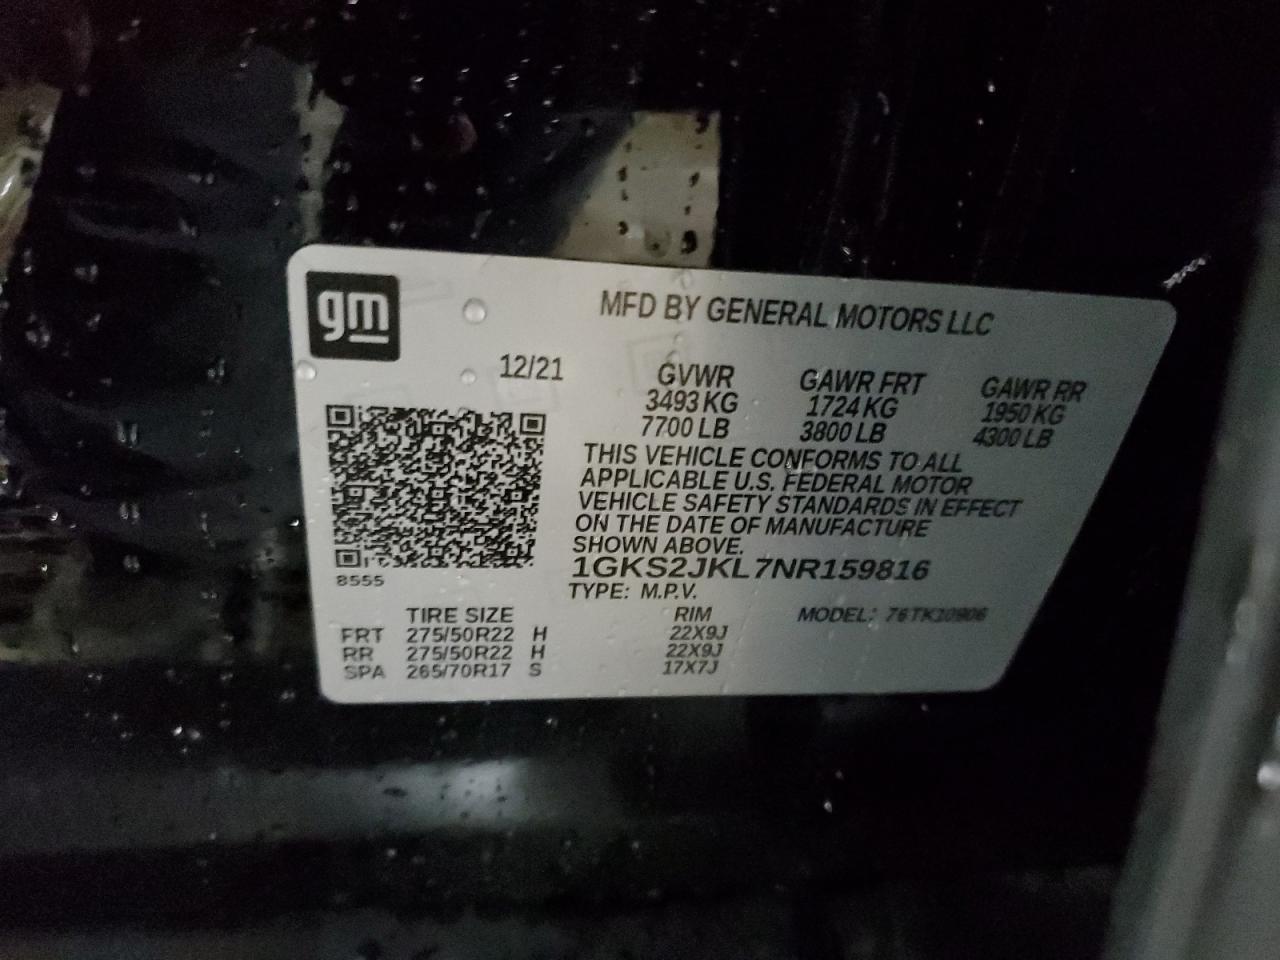 gm
MFD BY GENERAL MOTORS LLC
12/21
GVWR GAWR FRT GAWR RR
3493 KG 1724 KG 1950 KG
7700 LB 3800 LB 4300 LB
THIS VEHICLE CONFORMS TO ALL
APPLICABLE U.S. FEDERAL MOTOR
VEHICLE SAFETY STANDARDS IN EFFECT
ON THE DATE OF MANUFACTURE
SHOWN ABOVE.
1GKS2JKL7NR159816
8555
TYPE: M.P.V.
TIRE SIZE RIM MODEL:
FRT 275/50R22 H 22X9J
RR 275/50R22 H 22X9J
SPA 265/70R17 S 17X7J